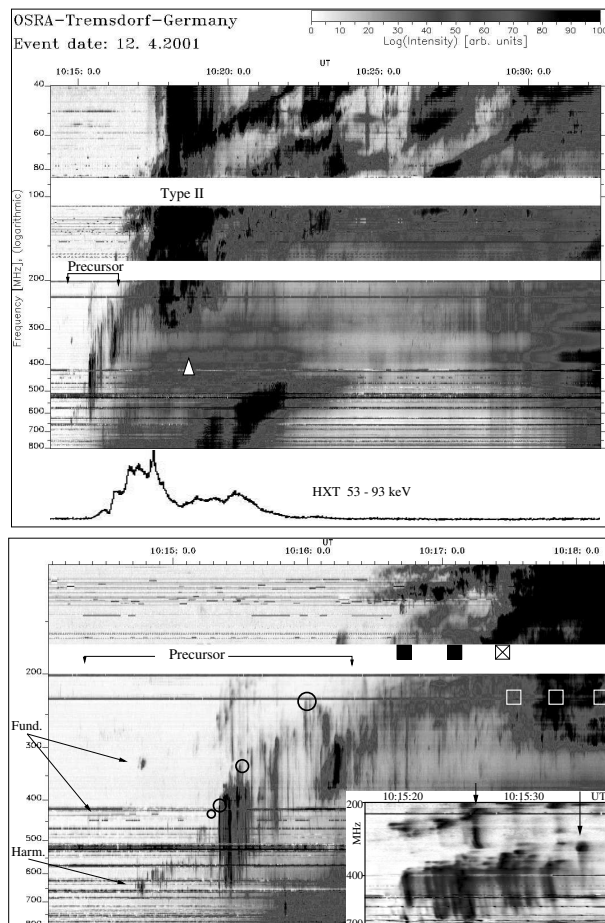 OSRA-Tremsdorf-Germany
Event date: 12. 4.2001
0 10 20 30 40 50 60 70 80 90 100
Log(Intensity) [arb. units]
UT
10:15: 0.0 10:20: 0.0 10:25: 0.0 10:30: 0.0
40
60
80
Type II
100
Frequency [MHz], (logarithmic)
Precursor
200
300
400
500
600
700
800
HXT 53 - 93 keV
UT
10:15: 0.0 10:16: 0.0 10:17: 0.0 10:18: 0.0
Precursor
200
Fund.
300
400
500
Harm.
600
700
800
10:15:20 10:15:30 UT
200
MHz
400
700